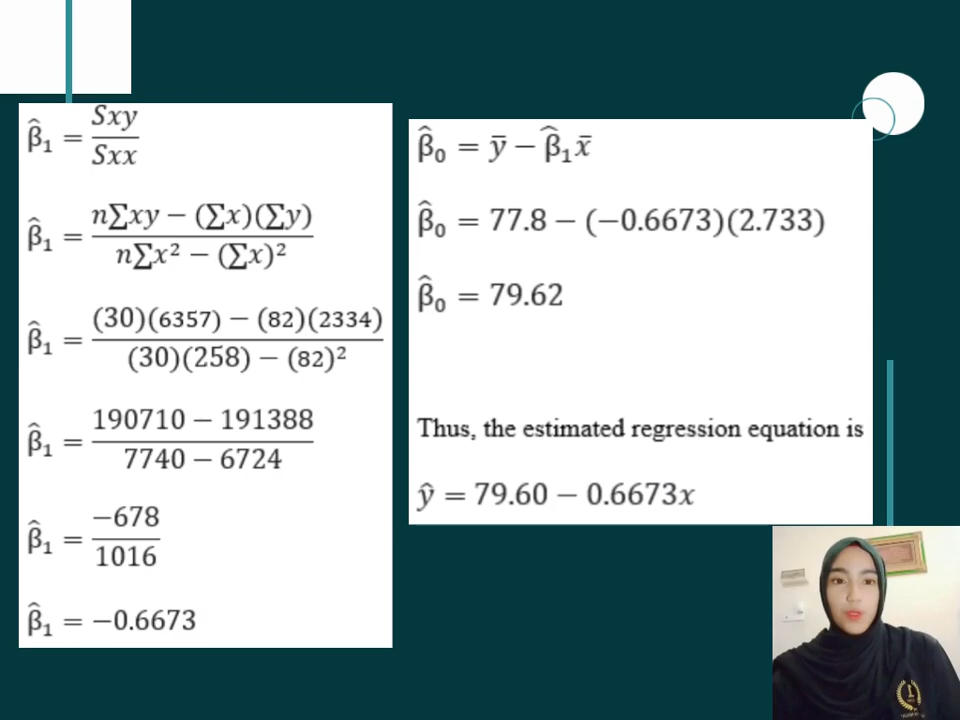 β̂₁ = Sxy / Sxx
β̂₁ = n∑xy − (∑x)(∑y) / n∑x² − (∑x)²
β̂₁ = (30)(6357) − (82)(2334) / (30)(258) − (82)²
β̂₁ = 190710 − 191388 / 7740 − 6724
β̂₁ = −678 / 1016
β̂₁ = −0.6673
β̂₀ = ȳ − β̂₁x̄
β̂₀ = 77.8 − (−0.6673)(2.733)
β̂₀ = 79.62
Thus, the estimated regression equation is
ŷ = 79.60 − 0.6673x